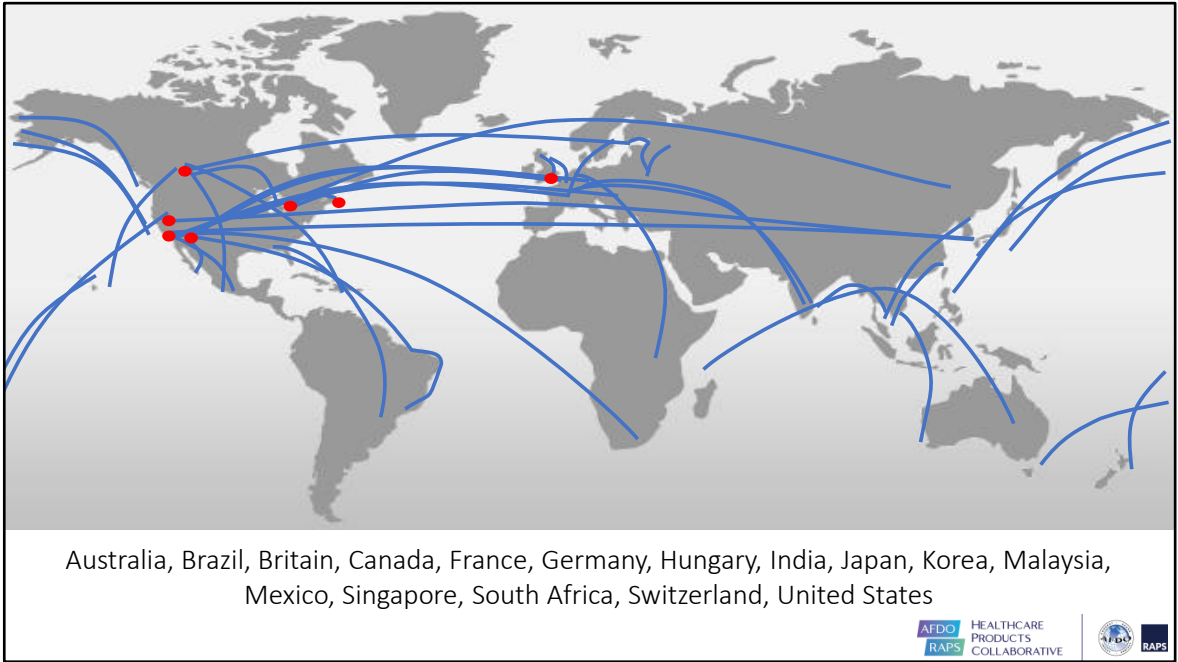 Australia, Brazil, Britain, Canada, France, Germany, Hungary, India, Japan, Korea, Malaysia,
Mexico, Singapore, South Africa, Switzerland, United States
AFDO
RAPS
HEALTHCARE
PRODUCTS
COLLABORATIVE
AFDO
RAPS